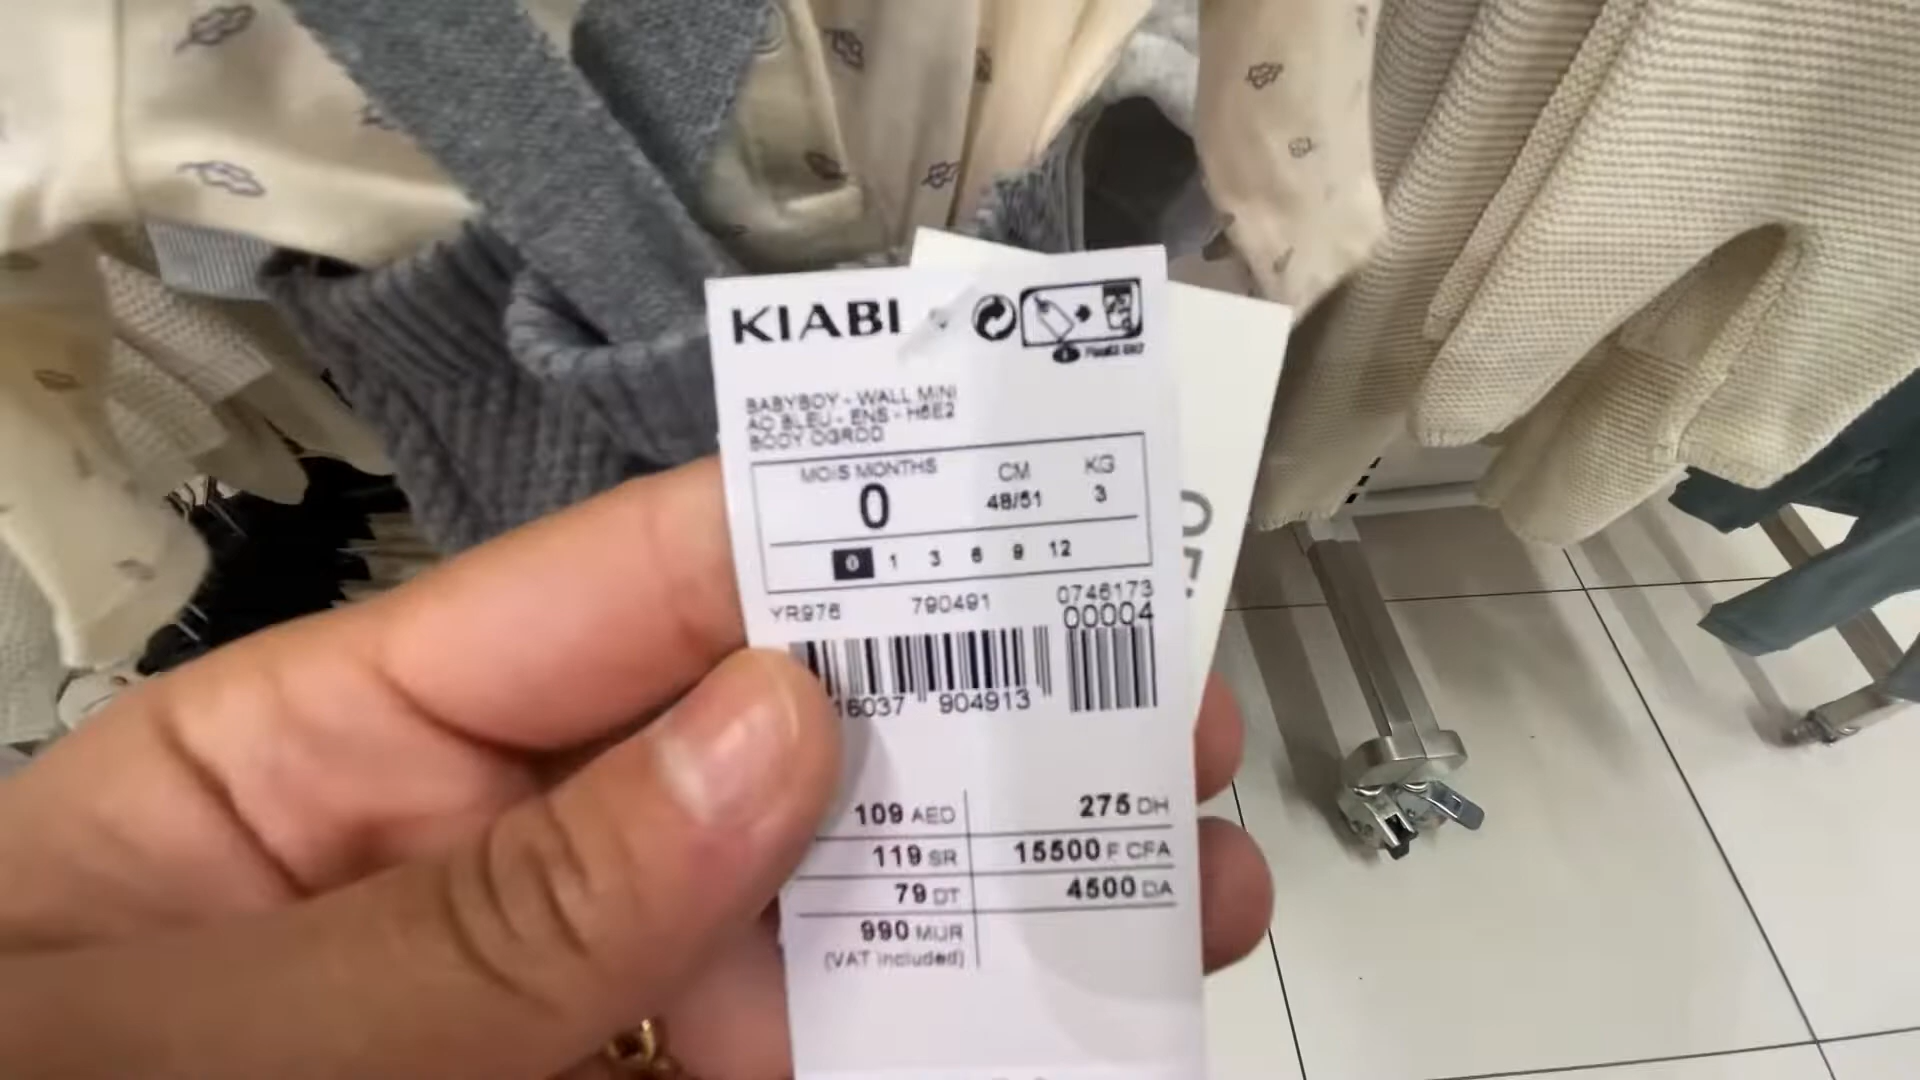 KIABI
BABYBOY - WALL MINI
AO BLEU - ENS - H6E2
BODY OGRDD
MOIS MONTHS CM KG
0 48/51 3
0 1 3 6 9 12
YR976 790491 0746173
00004
16037 904913
109 AED 275 DH
119 SR 15500 F CFA
79 DT 4500 DA
990 MUR
(VAT included)